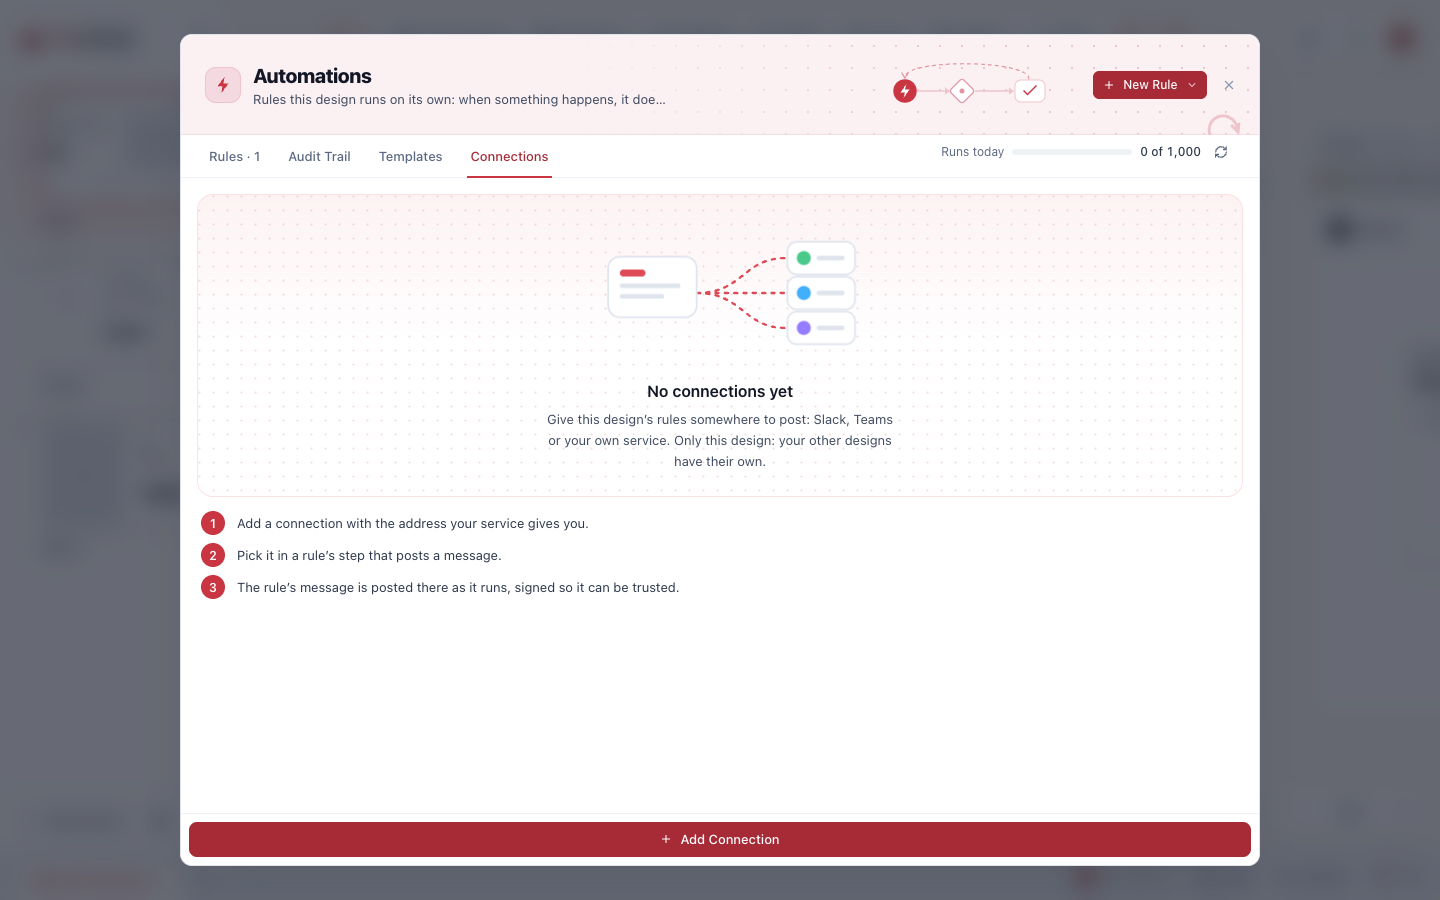 Automations
Rules this design runs on its own: when something happens, it doe...
New Rule
Rules · 1
Audit Trail
Templates
Connections
Runs today
0 of 1,000
No connections yet
Give this design's rules somewhere to post: Slack, Teams
or your own service. Only this design: your other designs
have their own.
1 Add a connection with the address your service gives you.
2 Pick it in a rule's step that posts a message.
3 The rule's message is posted there as it runs, signed so it can be trusted.
Add Connection